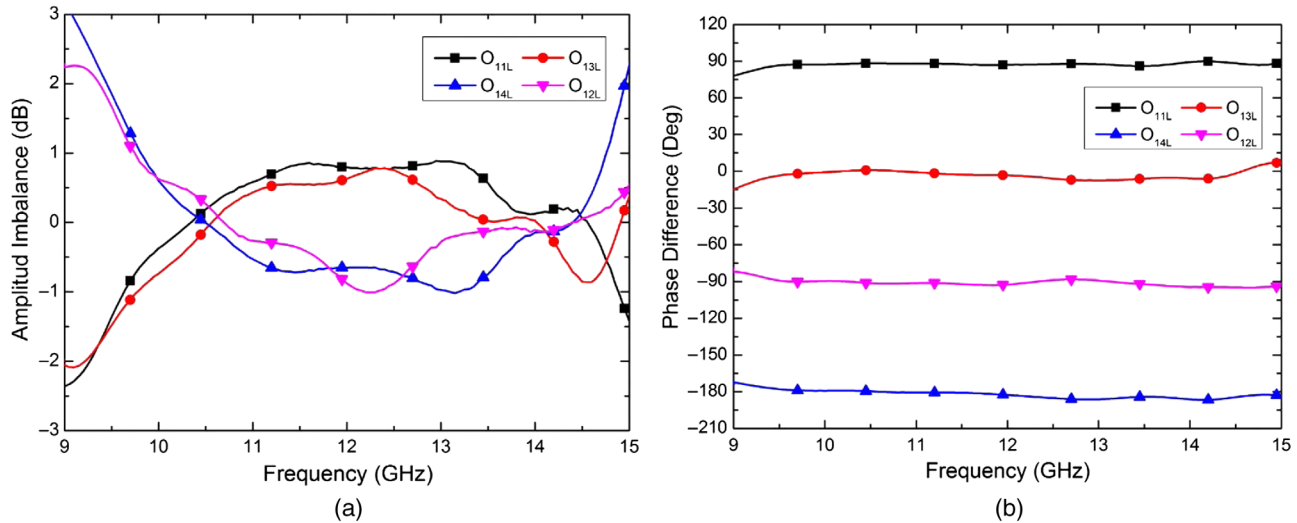 3
2
1
0
–1
–2
–3
Amplitud Imbalance (dB)
O11L O13L
O14L O12L
9 10 11 12 13 14 15
Frequency (GHz)
(a)
120
90
60
30
0
–30
–60
–90
–120
–150
–180
–210
Phase Difference (Deg)
O11L O13L
O14L O12L
9 10 11 12 13 14 15
Frequency (GHz)
(b)